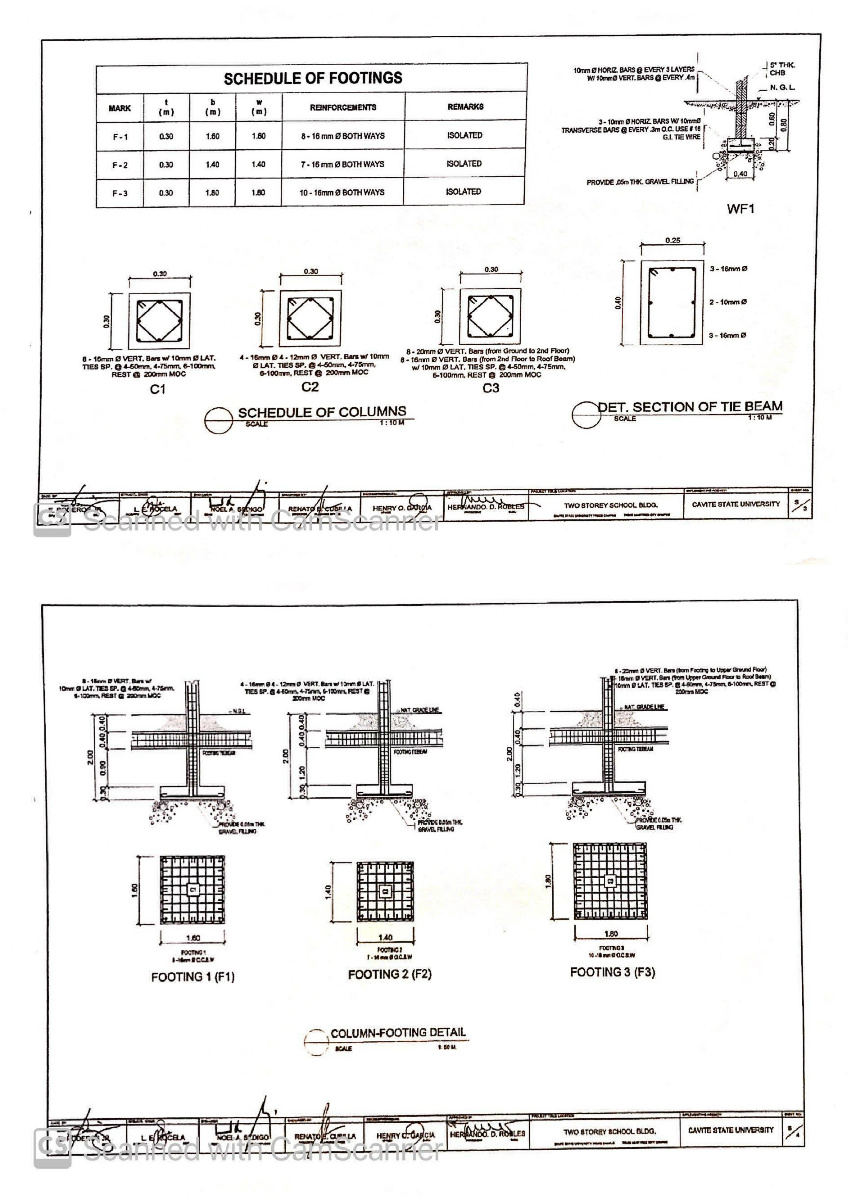 SCHEDULE OF FOOTINGS
MARK t (m) b (m) w (m) REINFORCEMENTS REMARKS
F - 1 0.30 1.60 1.60 8 - 16 mm Ø BOTH WAYS ISOLATED
F - 2 0.30 1.40 1.40 7 - 16 mm Ø BOTH WAYS ISOLATED
F - 3 0.30 1.80 1.80 10 - 16mm Ø BOTH WAYS ISOLATED
10mm Ø HORIZ. BARS @ EVERY 3 LAYERS
W/ 10mmØ VERT. BARS @ EVERY .4m
5" THK.
CHB
N. G. L.
3 - 10mm Ø HORIZ. BARS W/ 10mmØ
TRANSVERSE BARS @ EVERY .3m O.C. USE # 16
G.I. TIE WIRE
0.60
0.80
0.20
0.40
PROVIDE .05m THK. GRAVEL FILLING
WF1
0.30
0.30
8 - 16mm Ø VERT. Bars w/ 10mm Ø LAT.
TIES SP. @ 4-50mm, 4-75mm, 6-100mm,
REST @ 200mm MOC
C1
0.30
0.30
4 - 16mm Ø 4 - 12mm Ø VERT. Bars w/ 10mm
Ø LAT. TIES SP. @ 4-50mm, 4-75mm,
6-100mm, REST @ 200mm MOC
C2
0.30
0.30
8 - 20mm Ø VERT. Bars (from Ground to 2nd Floor)
8 - 16mm Ø VERT. Bars (from 2nd Floor to Roof Beam)
w/ 10mm Ø LAT. TIES SP. @ 4-50mm, 4-75mm,
6-100mm, REST @ 200mm MOC
C3
0.25
0.40
3 - 16mm Ø
2 - 10mm Ø
3 - 16mm Ø
SCHEDULE OF COLUMNS
SCALE 1 : 10 M
DET. SECTION OF TIE BEAM
SCALE 1 : 10 M
L. E. ROCELA
NOEL A. SEDIGO
RENATO B. CUBILLA
HENRY O. GARCIA
HERNANDO. D. ROBLES
PROJECT TITLE/LOCATION
TWO STOREY SCHOOL BLDG.
CAVITE STATE UNIVERSITY
SHEET NO.
S
3
CS Scanned with CamScanner
8 - 16mm Ø VERT. Bars w/
10mm Ø LAT. TIES SP. @ 4-50mm, 4-75mm,
6-100mm, REST @ 200mm MOC
N.G.L
0.40
0.40
2.00
0.90
0.30
FOOTING TIEBEAM
PROVIDE 0.05m THK.
GRAVEL FILLING
4 - 16mm Ø 4 - 12mm Ø VERT. Bars w/ 10mm Ø LAT.
TIES SP. @ 4-50mm, 4-75mm, 6-100mm, REST @
200mm MOC
NAT. GRADE LINE
0.40
0.40
2.00
1.20
0.30
FOOTING TIEBEAM
PROVIDE 0.05m THK.
GRAVEL FILLING
8 - 20mm Ø VERT. Bars (from Footing to Upper Ground Floor)
16mm Ø VERT. Bars (from Upper Ground Floor to Roof Beam)
10mm Ø LAT. TIES SP. @ 4-50mm, 4-75mm, 6-100mm, REST @
200mm MOC
NAT. GRADE LINE
0.40
0.40
2.00
1.20
0.30
FOOTING TIEBEAM
PROVIDE 0.05m THK.
GRAVEL FILLING
1.60
1.60
FOOTING 1
8 -16mm Ø O.C.B.W
FOOTING 1 (F1)
1.40
1.40
FOOTING 2
7 - 16 mm Ø O.C.B.W
FOOTING 2 (F2)
1.80
1.80
FOOTING 3
10 -16 mm Ø O.C.B.W
FOOTING 3 (F3)
COLUMN-FOOTING DETAIL
SCALE 1: 50 M.
L. E. ROCELA
NOEL A. SEDIGO
RENATO B. CUBILLA
HENRY O. GARCIA
HERNANDO. D. ROBLES
PROJECT TITLE/LOCATION
TWO STOREY SCHOOL BLDG.
CAVITE STATE UNIVERSITY
SHEET NO.
S
4
CS Scanned with CamScanner